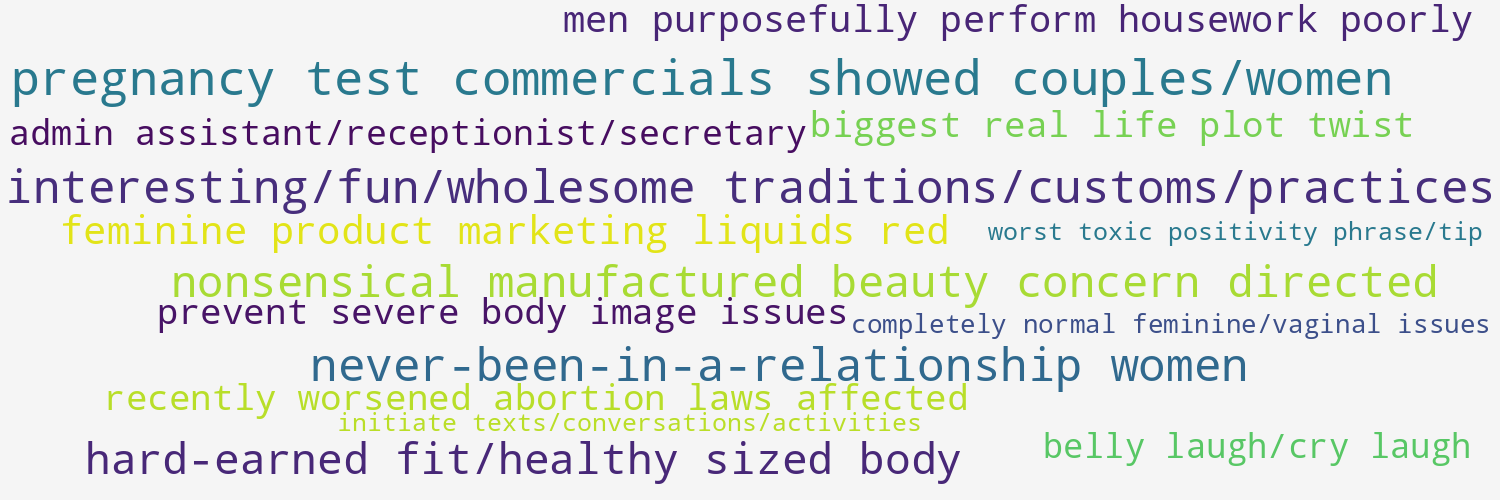 men purposefully perform housework poorly
pregnancy test commercials showed couples/women
admin assistant/receptionist/secretary
biggest real life plot twist
interesting/fun/wholesome traditions/customs/practices
feminine product marketing liquids red
worst toxic positivity phrase/tip
nonsensical manufactured beauty concern directed
prevent severe body image issues
completely normal feminine/vaginal issues
never-been-in-a-relationship women
recently worsened abortion laws affected
initiate texts/conversations/activities
hard-earned fit/healthy sized body
belly laugh/cry laugh